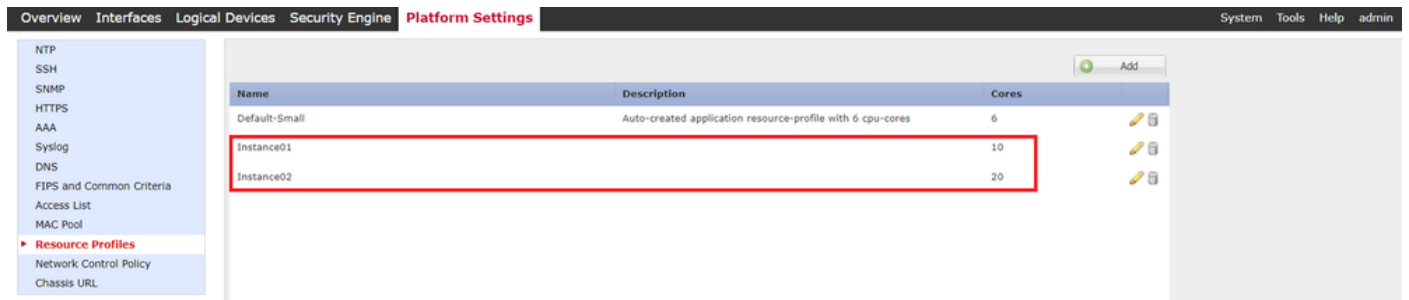 Overview Interfaces Logical Devices Security Engine Platform Settings System Tools Help admin
NTP
SSH
SNMP
HTTPS
AAA
Syslog
DNS
FIPS and Common Criteria
Access List
MAC Pool
Resource Profiles
Network Control Policy
Chassis URL
Add
Name Description Cores
Default-Small Auto-created application resource-profile with 6 cpu-cores 6
Instance01 10
Instance02 20